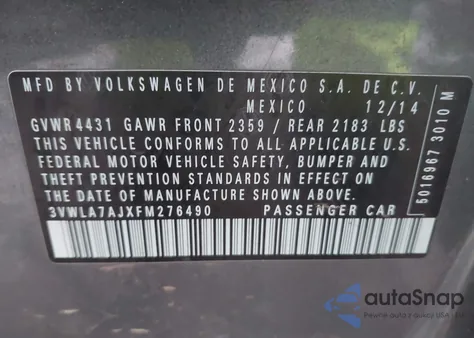 MFD BY VOLKSWAGEN DE MEXICO S.A. DE C.V.
MEXICO 12/14
GVWR 4431 GAWR FRONT 2359 / REAR 2183 LBS
THIS VEHICLE CONFORMS TO ALL APPLICABLE U.S.
FEDERAL MOTOR VEHICLE SAFETY, BUMPER AND
THEFT PREVENTION STANDARDS IN EFFECT ON
THE DATE OF MANUFACTURE SHOWN ABOVE.
3VWLA7AJXFM276490 PASSENGER CAR
5016967 3010 M
autoSnap